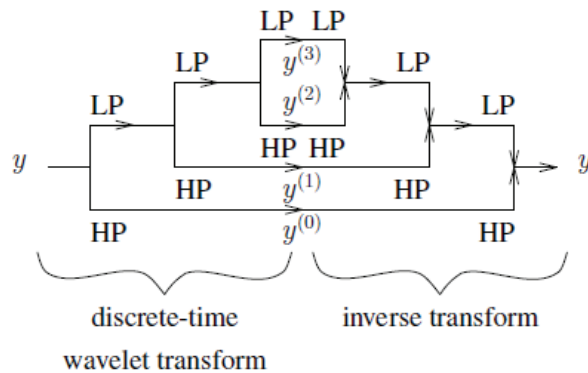 LP LP
LP y^{(3)} LP
y^{(2)}
LP LP
HP HP
y y
HP y^{(1)} HP
HP y^{(0)} HP
discrete-time inverse transform
wavelet transform